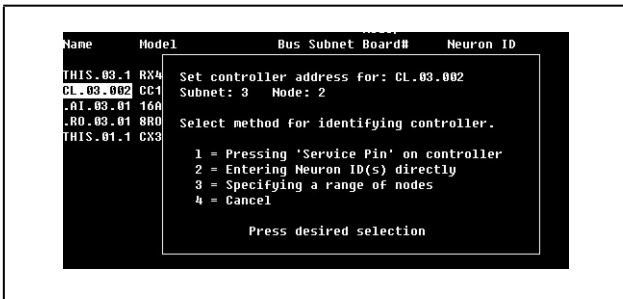 Name Model Bus Subnet Board# Neuron ID
THIS.03.1 RX4
CL.03.002 CC1
.AI.03.01 16A
.RO.03.01 8RO
THIS.01.1 CX3
Set controller address for: CL.03.002
Subnet: 3 Node: 2
Select method for identifying controller.
1 = Pressing 'Service Pin' on controller
2 = Entering Neuron ID(s) directly
3 = Specifying a range of nodes
4 = Cancel
Press desired selection